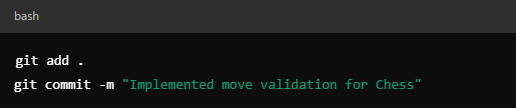 bash
git add .
git commit -m "Implemented move validation for Chess"